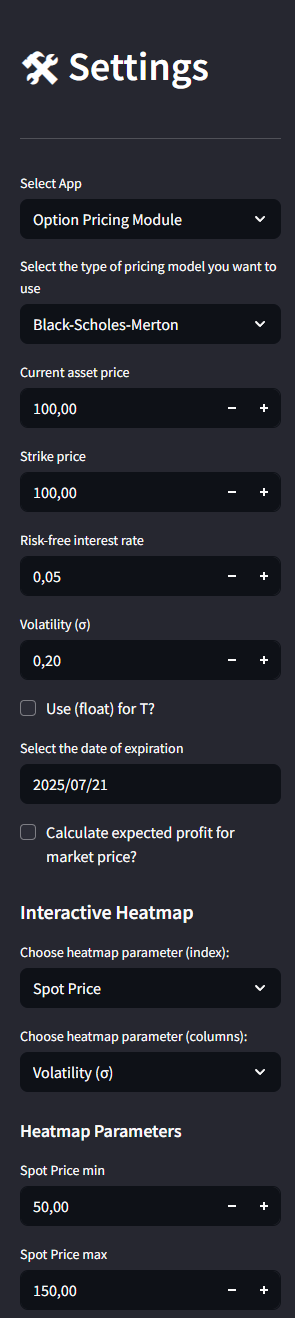 🛠 Settings
Select App
Option Pricing Module
Select the type of pricing model you want to
use
Black-Scholes-Merton
Current asset price
100,00
Strike price
100,00
Risk-free interest rate
0,05
Volatility (σ)
0,20
Use (float) for T?
Select the date of expiration
2025/07/21
Calculate expected profit for
market price?
Interactive Heatmap
Choose heatmap parameter (index):
Spot Price
Choose heatmap parameter (columns):
Volatility (σ)
Heatmap Parameters
Spot Price min
50,00
Spot Price max
150,00